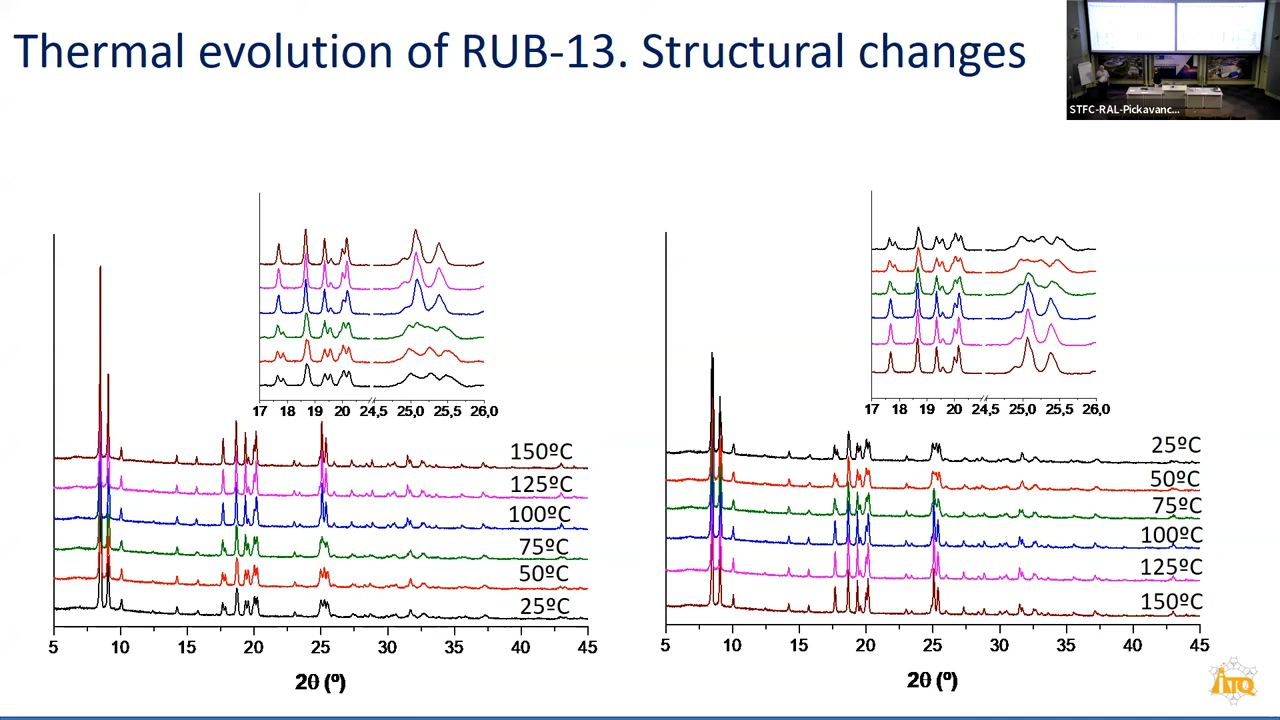 Thermal evolution of RUB-13. Structural changes
STFC-RAL-Pickavanc...
17 18 19 20 24,5 25,0 25,5 26,0
150ºC
125ºC
100ºC
75ºC
50ºC
25ºC
5 10 15 20 25 30 35 40 45
2θ (º)
17 18 19 20 24,5 25,0 25,5 26,0
25ºC
50ºC
75ºC
100ºC
125ºC
150ºC
5 10 15 20 25 30 35 40 45
2θ (º)
iTQ